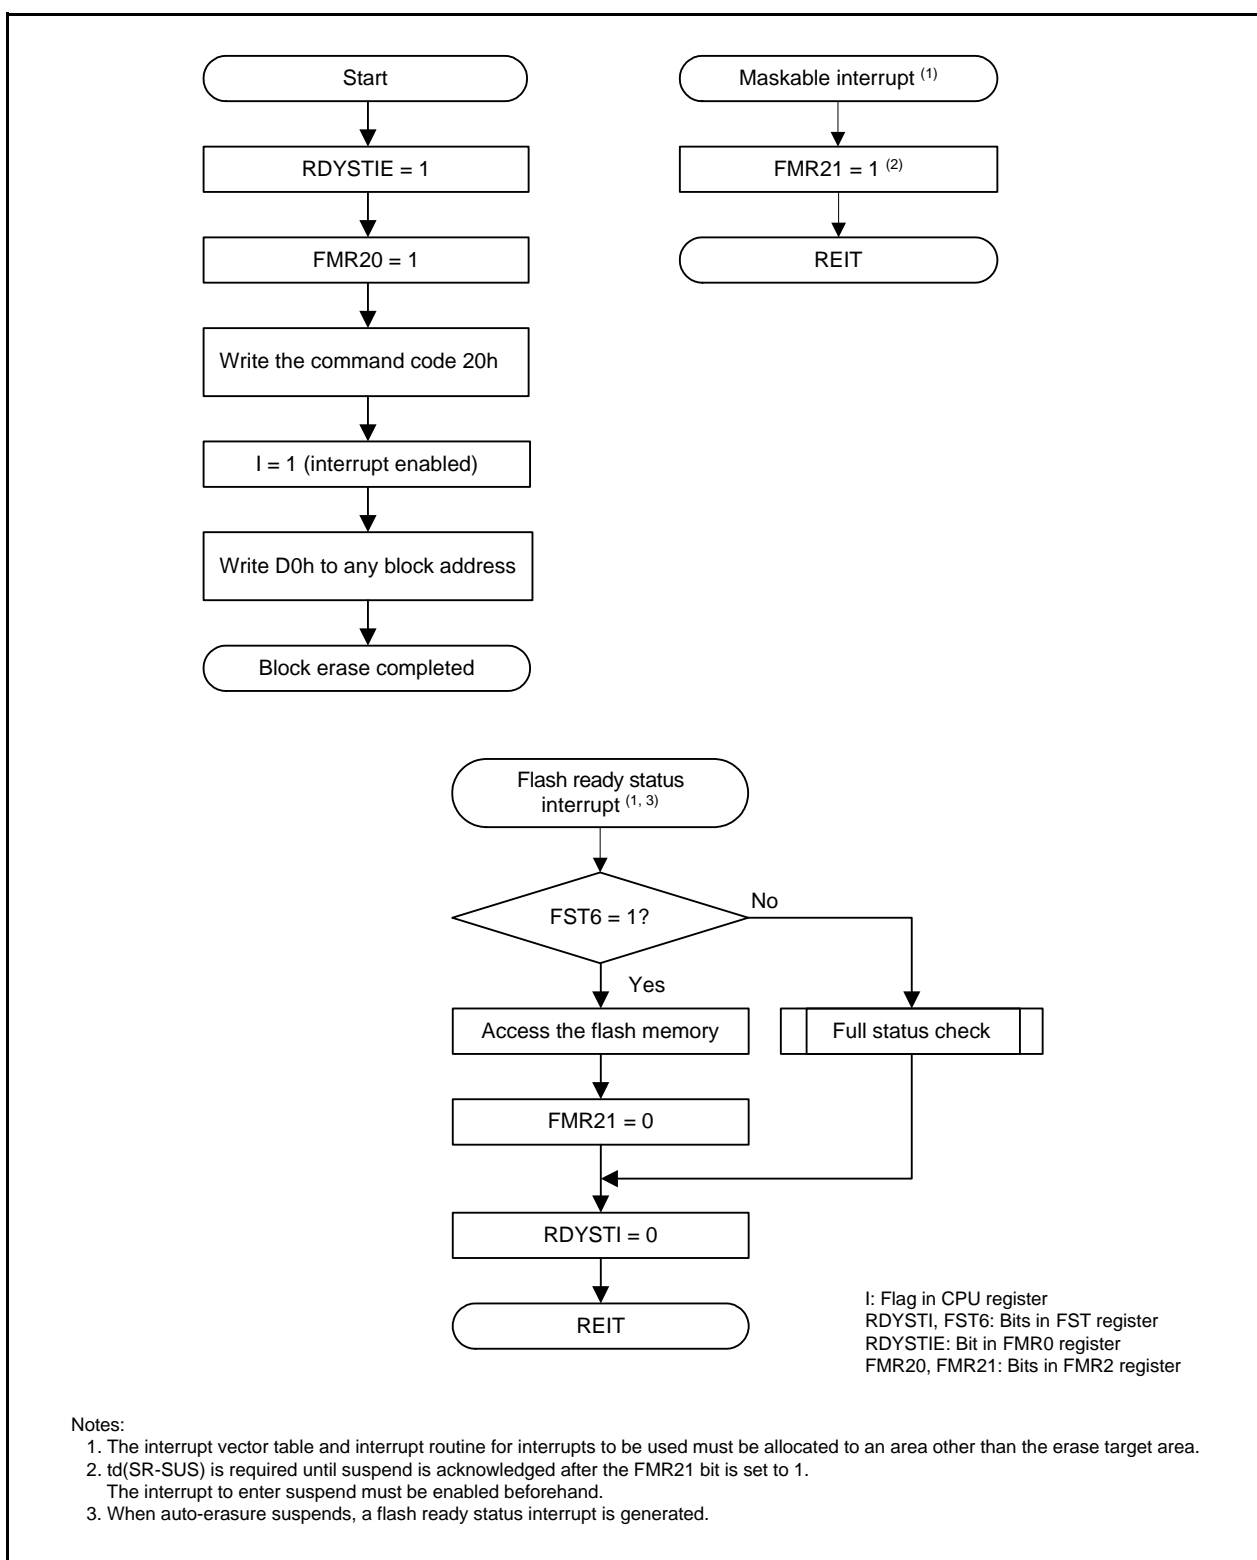 Start
RDYSTIE = 1
FMR20 = 1
Write the command code 20h
I = 1 (interrupt enabled)
Write D0h to any block address
Block erase completed
Maskable interrupt (1)
FMR21 = 1 (2)
REIT
Flash ready status
interrupt (1, 3)
FST6 = 1?
No
Yes
Access the flash memory
Full status check
FMR21 = 0
RDYSTI = 0
REIT
I: Flag in CPU register
RDYSTI, FST6: Bits in FST register
RDYSTIE: Bit in FMR0 register
FMR20, FMR21: Bits in FMR2 register
Notes:
1. The interrupt vector table and interrupt routine for interrupts to be used must be allocated to an area other than the erase target area.
2. td(SR-SUS) is required until suspend is acknowledged after the FMR21 bit is set to 1.
The interrupt to enter suspend must be enabled beforehand.
3. When auto-erasure suspends, a flash ready status interrupt is generated.